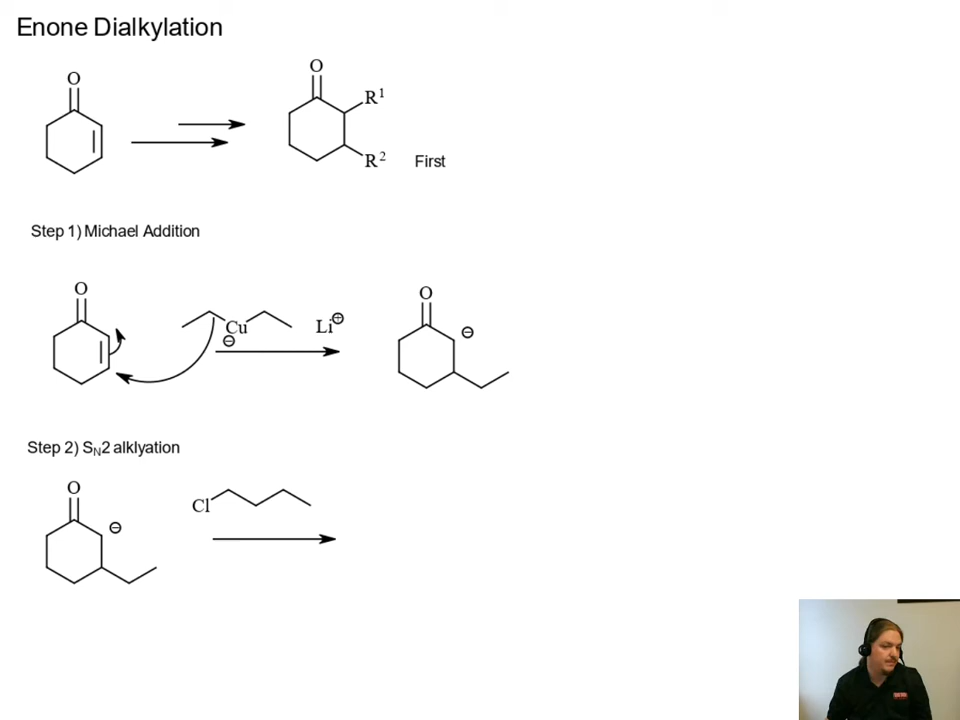 Enone Dialkylation
O
O
R¹
R²
First
Step 1) Michael Addition
O
Cu
⊖
Li⊕
O
⊖
Step 2) SN2 alklyation
O
⊖
Cl